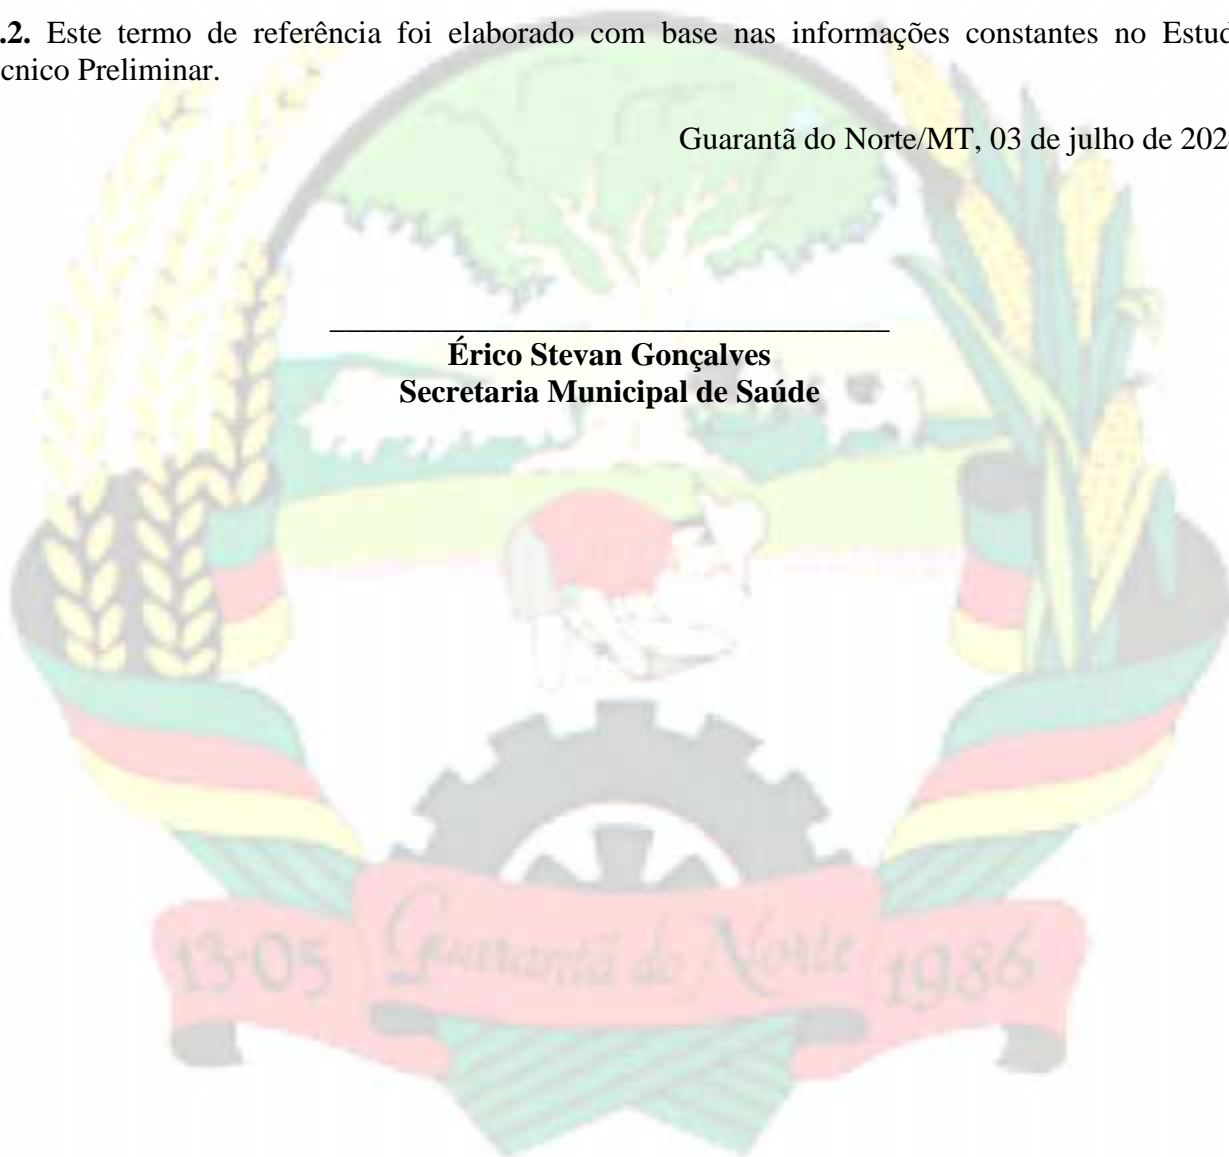 .2. Este termo de referência foi elaborado com base nas informações constantes no Estud
cnico Preliminar.
Guarantã do Norte/MT, 03 de julho de 202
Érico Stevan Gonçalves
Secretaria Municipal de Saúde
13-05 Guarantã do Norte 1986